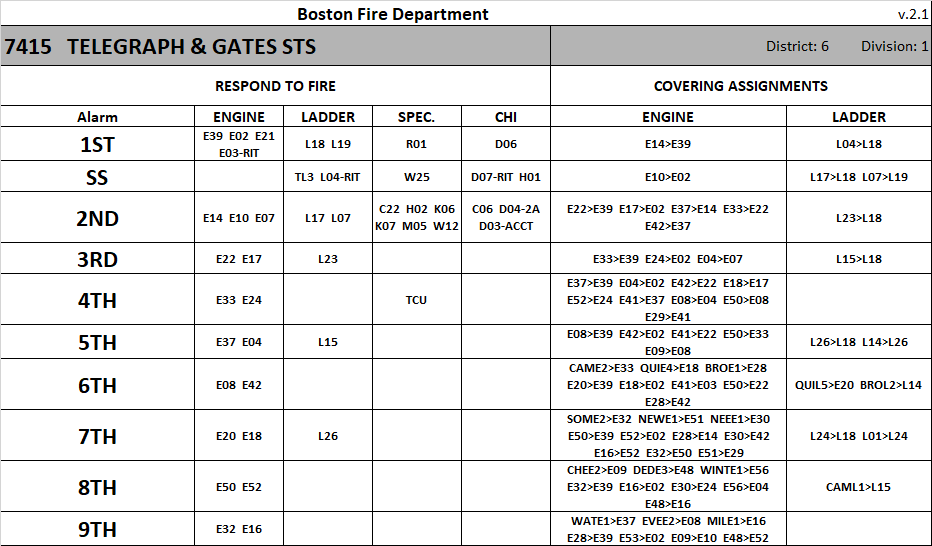 Boston Fire Department v.2.1
7415 TELEGRAPH & GATES STS District: 6 Division: 1
RESPOND TO FIRE COVERING ASSIGNMENTS
Alarm ENGINE LADDER SPEC. CHI ENGINE LADDER
1ST
E39 E02 E21
E03-RIT
L18 L19
R01
D06
E14>E39
L04>L18
SS
TL3 L04-RIT
W25
D07-RIT H01
E10>E02
L17>L18 L07>L19
2ND
E14 E10 E07
L17 L07
C22 H02 K06
K07 M05 W12
C06 D04-2A
D03-ACCT
E22>E39 E17>E02 E37>E14 E33>E22
E42>E37
L23>L18
3RD
E22 E17
L23
E33>E39 E24>E02 E04>E07
L15>L18
4TH
E33 E24
TCU
E37>E39 E04>E02 E42>E22 E18>E17
E52>E24 E41>E37 E08>E04 E50>E08
E29>E41
5TH
E37 E04
L15
E08>E39 E42>E02 E41>E22 E50>E33
E09>E08
L26>L18 L14>L26
6TH
E08 E42
CAME2>E33 QUIE4>E18 BROE1>E28
E20>E39 E18>E02 E41>E03 E50>E22
E28>E42
QUIL5>E20 BROL2>L14
7TH
E20 E18
L26
SOME2>E32 NEWE1>E51 NEEE1>E30
E50>E39 E52>E02 E28>E14 E30>E42
E16>E52 E32>E50 E51>E29
L24>L18 L01>L24
8TH
E50 E52
CHEE2>E09 DEDE3>E48 WINTE1>E56
E32>E39 E16>E02 E30>E24 E56>E04
E48>E16
CAML1>L15
9TH
E32 E16
WATE1>E37 EVEE2>E08 MILE1>E16
E28>E39 E53>E02 E09>E10 E48>E52